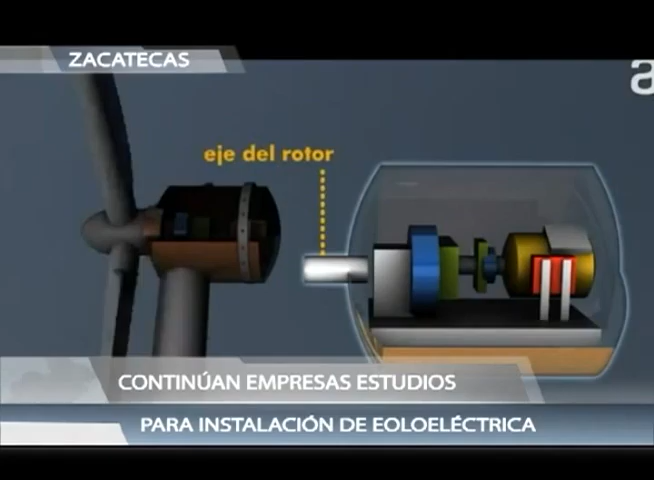 ZACATECAS
a
eje del rotor
CONTINÚAN EMPRESAS ESTUDIOS
PARA INSTALACIÓN DE EOLOELÉCTRICA